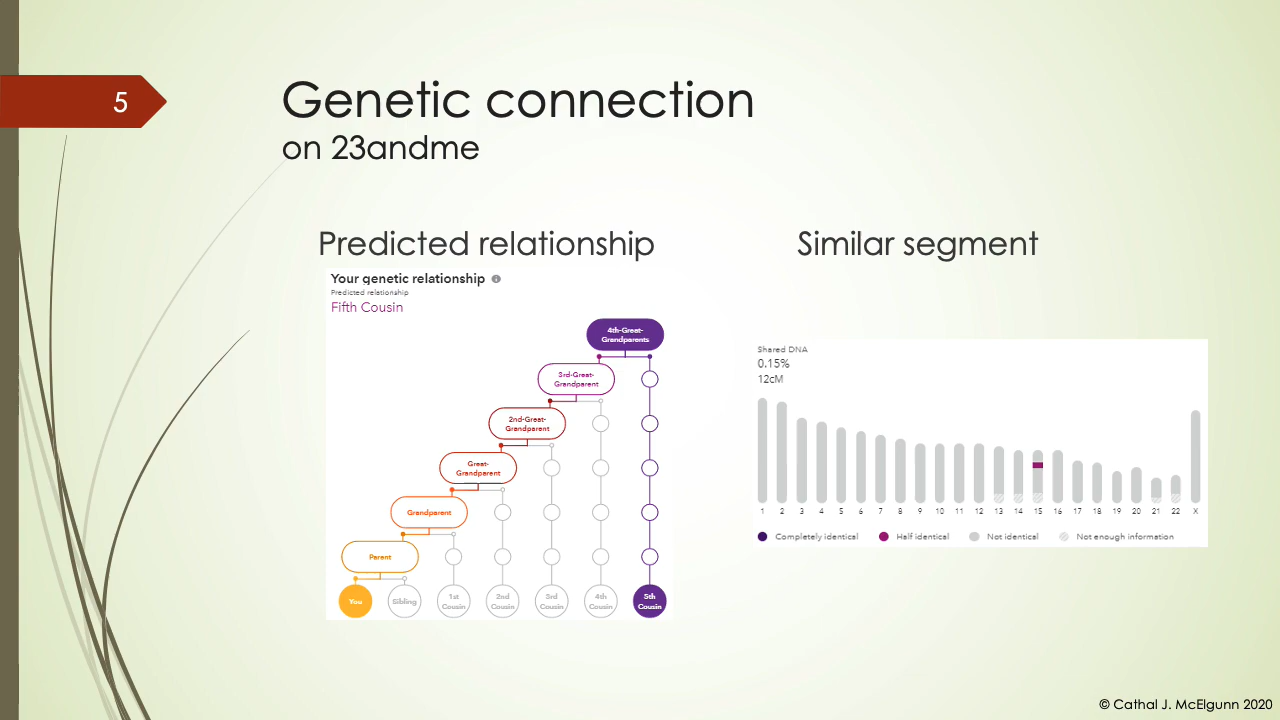 5
Genetic connection
on 23andme
Predicted relationship
Your genetic relationship
Predicted relationship
Fifth Cousin
4th-Great-
Grandparents
3rd-Great-
Grandparent
2nd-Great-
Grandparent
Great-
Grandparent
Grandparent
Parent
You
Sibling
1st
Cousin
2nd
Cousin
3rd
Cousin
4th
Cousin
5th
Cousin
Similar segment
Shared DNA
0.15%
12cM
1 2 3 4 5 6 7 8 9 10 11 12 13 14 15 16 17 18 19 20 21 22 X
Completely identical Half identical Not identical Not enough information
© Cathal J. McElgunn 2020